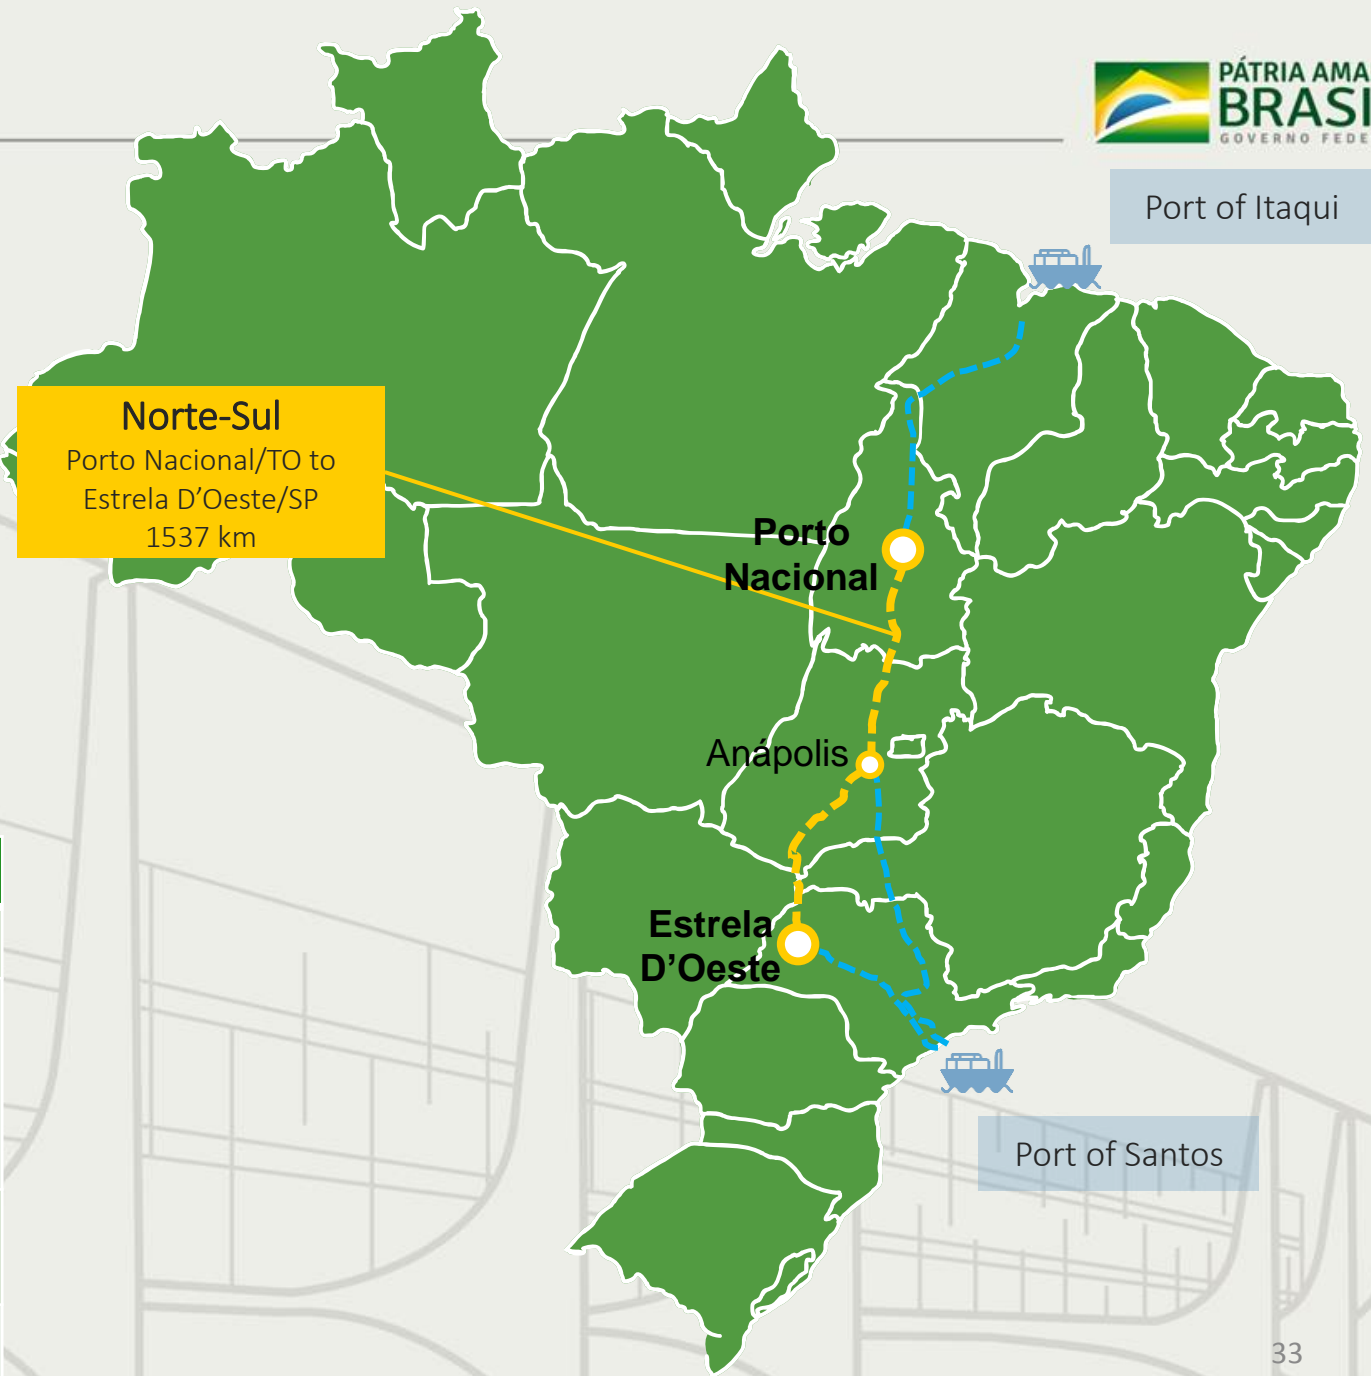 PÁTRIA AMA
BRASI
GOVERNO FEDE
Port of Itaqui
Norte-Sul
Porto Nacional/TO to
Estrela D’Oeste/SP
1537 km
Porto
Nacional
Anápolis
Estrela
D’Oeste
Port of Santos
33